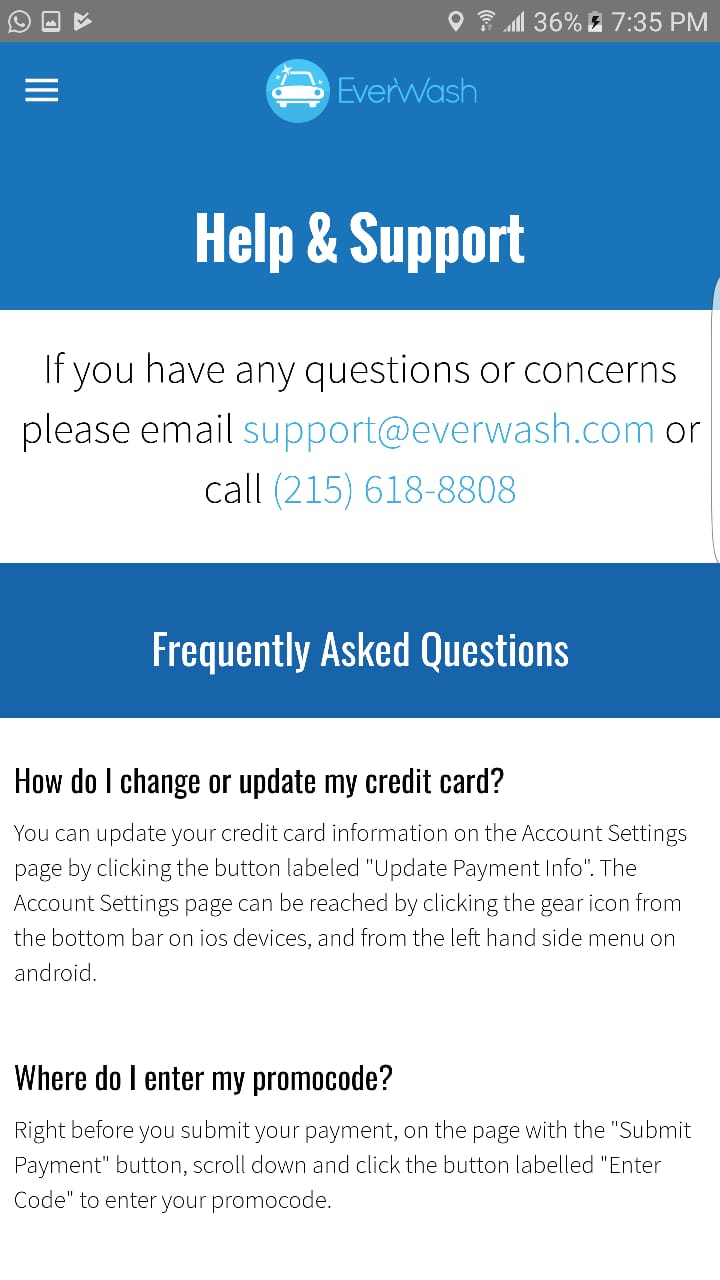 36% 7:35 PM
EverWash
Help & Support
If you have any questions or concerns
please email support@everwash.com or
call (215) 618-8808
Frequently Asked Questions
How do I change or update my credit card?
You can update your credit card information on the Account Settings
page by clicking the button labeled "Update Payment Info". The
Account Settings page can be reached by clicking the gear icon from
the bottom bar on ios devices, and from the left hand side menu on
android.
Where do I enter my promocode?
Right before you submit your payment, on the page with the "Submit
Payment" button, scroll down and click the button labelled "Enter
Code" to enter your promocode.